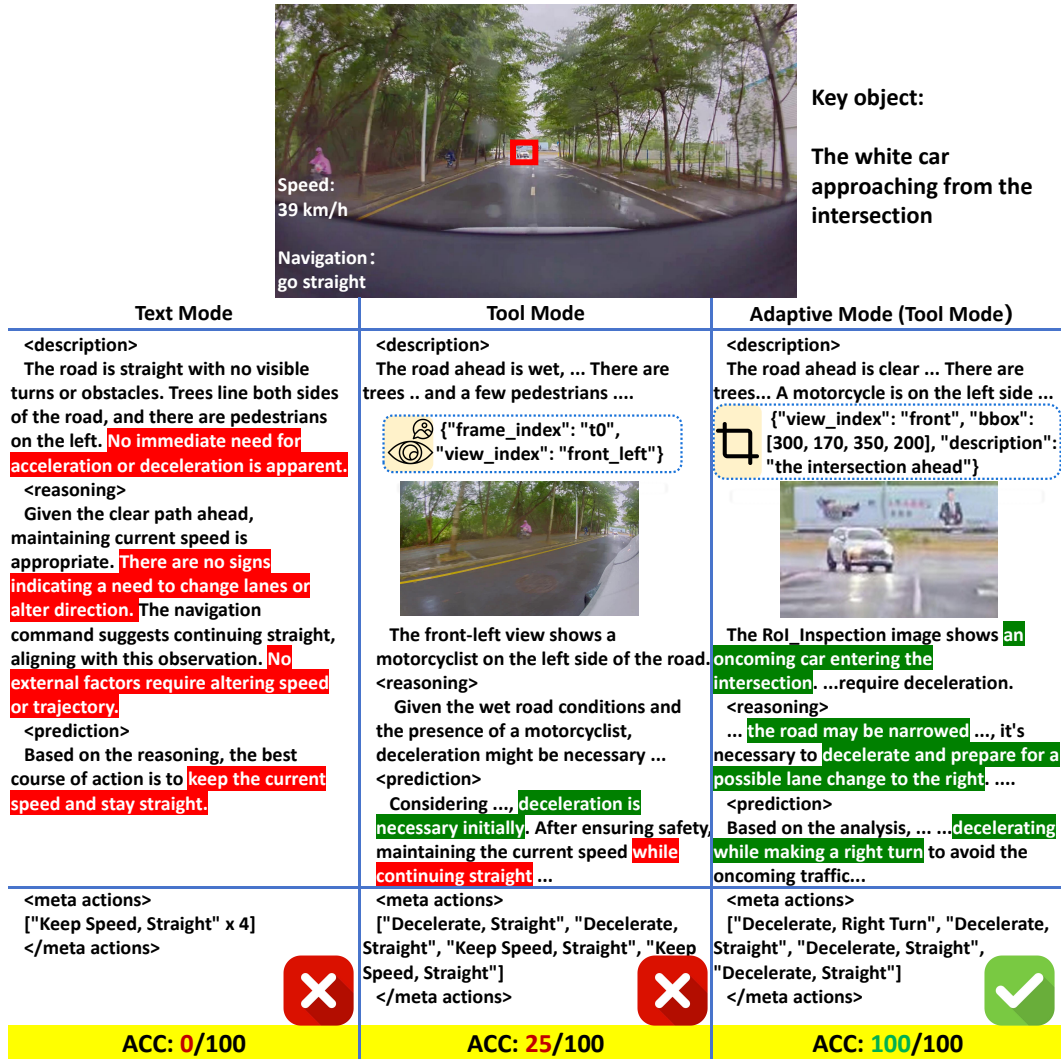 Speed:
39 km/h
Navigation:
go straight
Key object:
The white car
approaching from the
intersection
Text Mode
<description>
The road is straight with no visible
turns or obstacles. Trees line both sides
of the road, and there are pedestrians
on the left. No immediate need for
acceleration or deceleration is apparent.
<reasoning>
Given the clear path ahead,
maintaining current speed is
appropriate. There are no signs
indicating a need to change lanes or
alter direction. The navigation
command suggests continuing straight,
aligning with this observation. No
external factors require altering speed
or trajectory.
<prediction>
Based on the reasoning, the best
course of action is to keep the current
speed and stay straight.
<meta actions>
["Keep Speed, Straight" x 4]
</meta actions>
ACC: 0/100
Tool Mode
<description>
The road ahead is wet, ... There are
trees .. and a few pedestrians ....
{"frame_index": "t0",
"view_index": "front_left"}
The front-left view shows a
motorcyclist on the left side of the road.
<reasoning>
Given the wet road conditions and
the presence of a motorcyclist,
deceleration might be necessary ...
<prediction>
Considering ..., deceleration is
necessary initially. After ensuring safety,
maintaining the current speed while
continuing straight ...
<meta actions>
["Decelerate, Straight", "Decelerate,
Straight", "Keep Speed, Straight", "Keep
Speed, Straight"]
</meta actions>
ACC: 25/100
Adaptive Mode (Tool Mode)
<description>
The road ahead is clear ... There are
trees... A motorcycle is on the left side ...
{"view_index": "front", "bbox":
[300, 170, 350, 200], "description":
"the intersection ahead"}
The RoI_Inspection image shows an
oncoming car entering the
intersection. ...require deceleration.
<reasoning>
... the road may be narrowed ..., it's
necessary to decelerate and prepare for a
possible lane change to the right. ....
<prediction>
Based on the analysis, ... ...decelerating
while making a right turn to avoid the
oncoming traffic...
<meta actions>
["Decelerate, Right Turn", "Decelerate,
Straight", "Decelerate, Straight",
"Decelerate, Straight"]
</meta actions>
ACC: 100/100